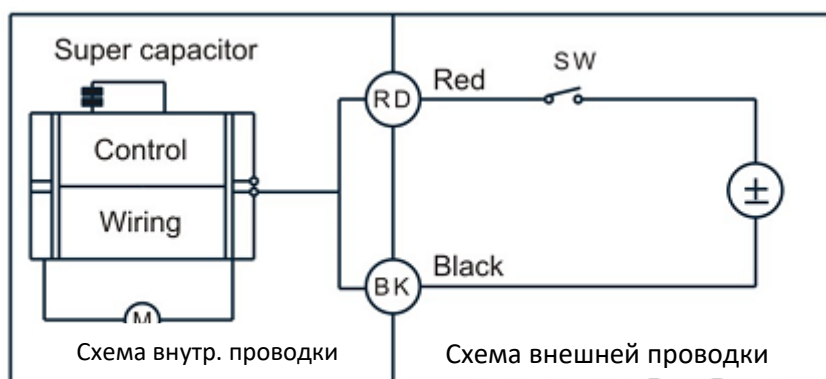 Super capacitor
Control
Wiring
M
Схема внутр. проводки
RD
Red
SW
±
BK
Black
Схема внешней проводки